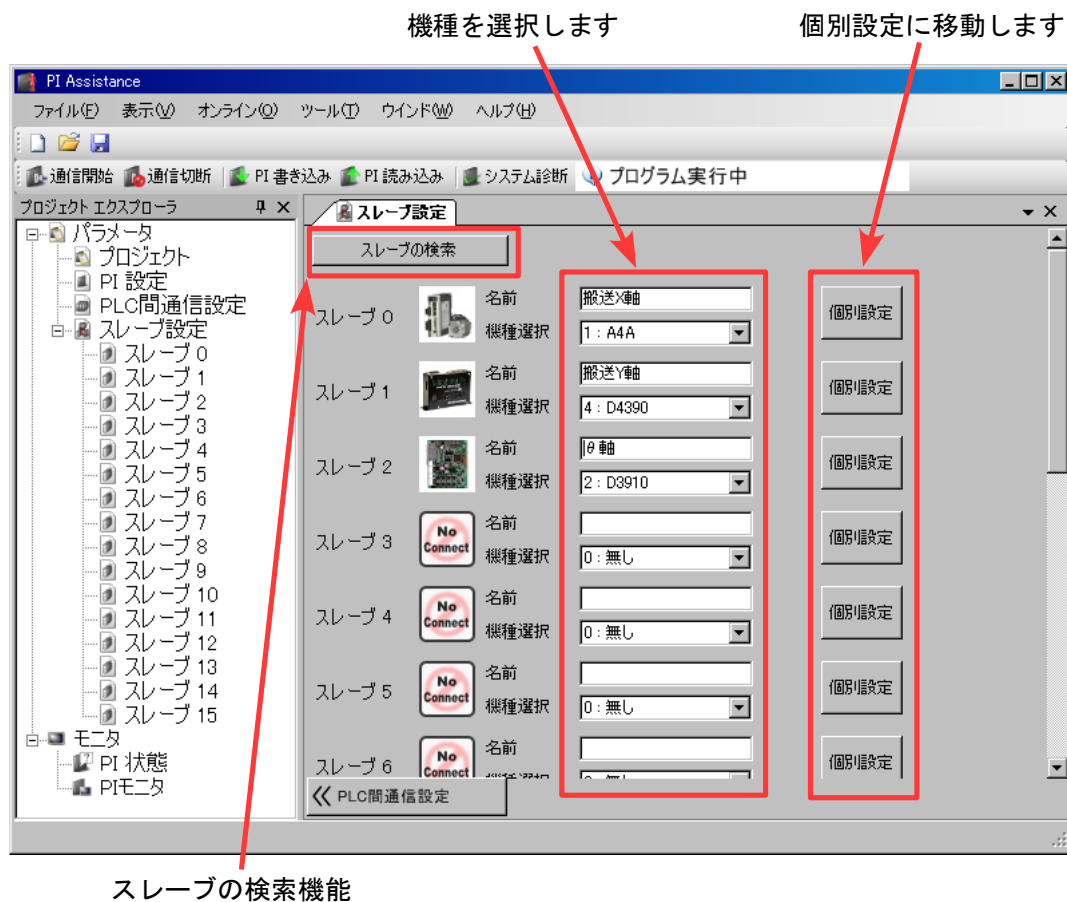 機種を選択します
個別設定に移動します
PI Assistance
ファイル(F) 表示(V) オンライン(O) ツール(T) ウインド(W) ヘルプ(H)
通信開始 通信切断 PI 書き込み PI 読み込み システム診断 プログラム実行中
プロジェクト エクスプローラ
パラメータ
プロジェクト
PI 設定
PLC間通信設定
スレーブ設定
スレーブ 0
スレーブ 1
スレーブ 2
スレーブ 3
スレーブ 4
スレーブ 5
スレーブ 6
スレーブ 7
スレーブ 8
スレーブ 9
スレーブ 10
スレーブ 11
スレーブ 12
スレーブ 13
スレーブ 14
スレーブ 15
モニタ
PI 状態
PIモニタ
スレーブ設定
スレーブの検索
スレーブ 0
名前 搬送X軸
機種選択 1 : A4A
個別設定
スレーブ 1
名前 搬送Y軸
機種選択 4 : D4390
個別設定
スレーブ 2
名前 θ軸
機種選択 2 : D3910
個別設定
スレーブ 3
No Connect
名前
機種選択 0 : 無し
個別設定
スレーブ 4
No Connect
名前
機種選択 0 : 無し
個別設定
スレーブ 5
No Connect
名前
機種選択 0 : 無し
個別設定
スレーブ 6
No Connect
名前
個別設定
PLC間通信設定
スレーブの検索機能